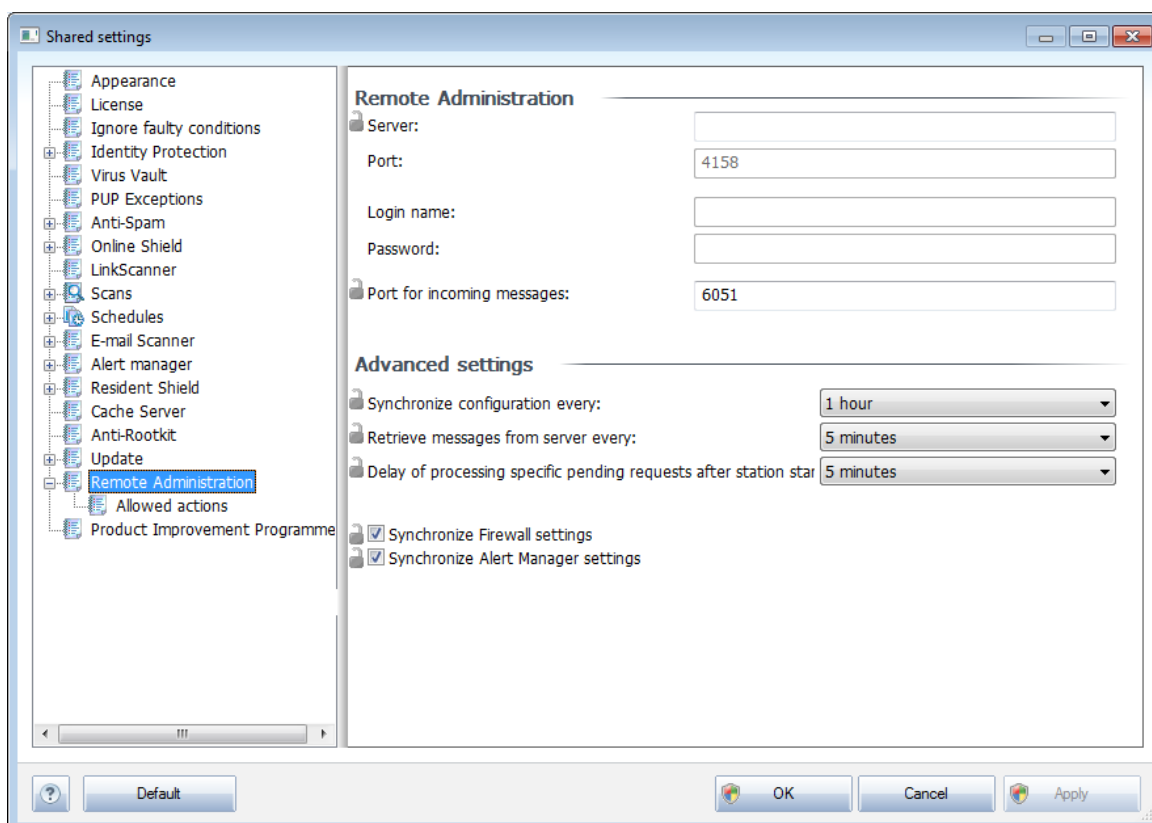 Shared settings
Appearance
License
Ignore faulty conditions
Identity Protection
Virus Vault
PUP Exceptions
Anti-Spam
Online Shield
LinkScanner
Scans
Schedules
E-mail Scanner
Alert manager
Resident Shield
Cache Server
Anti-Rootkit
Update
Remote Administration
Allowed actions
Product Improvement Programme
Remote Administration
Server:
Port: 4158
Login name:
Password:
Port for incoming messages: 6051
Advanced settings
Synchronize configuration every: 1 hour
Retrieve messages from server every: 5 minutes
Delay of processing specific pending requests after station star 5 minutes
Synchronize Firewall settings
Synchronize Alert Manager settings
? Default OK Cancel Apply